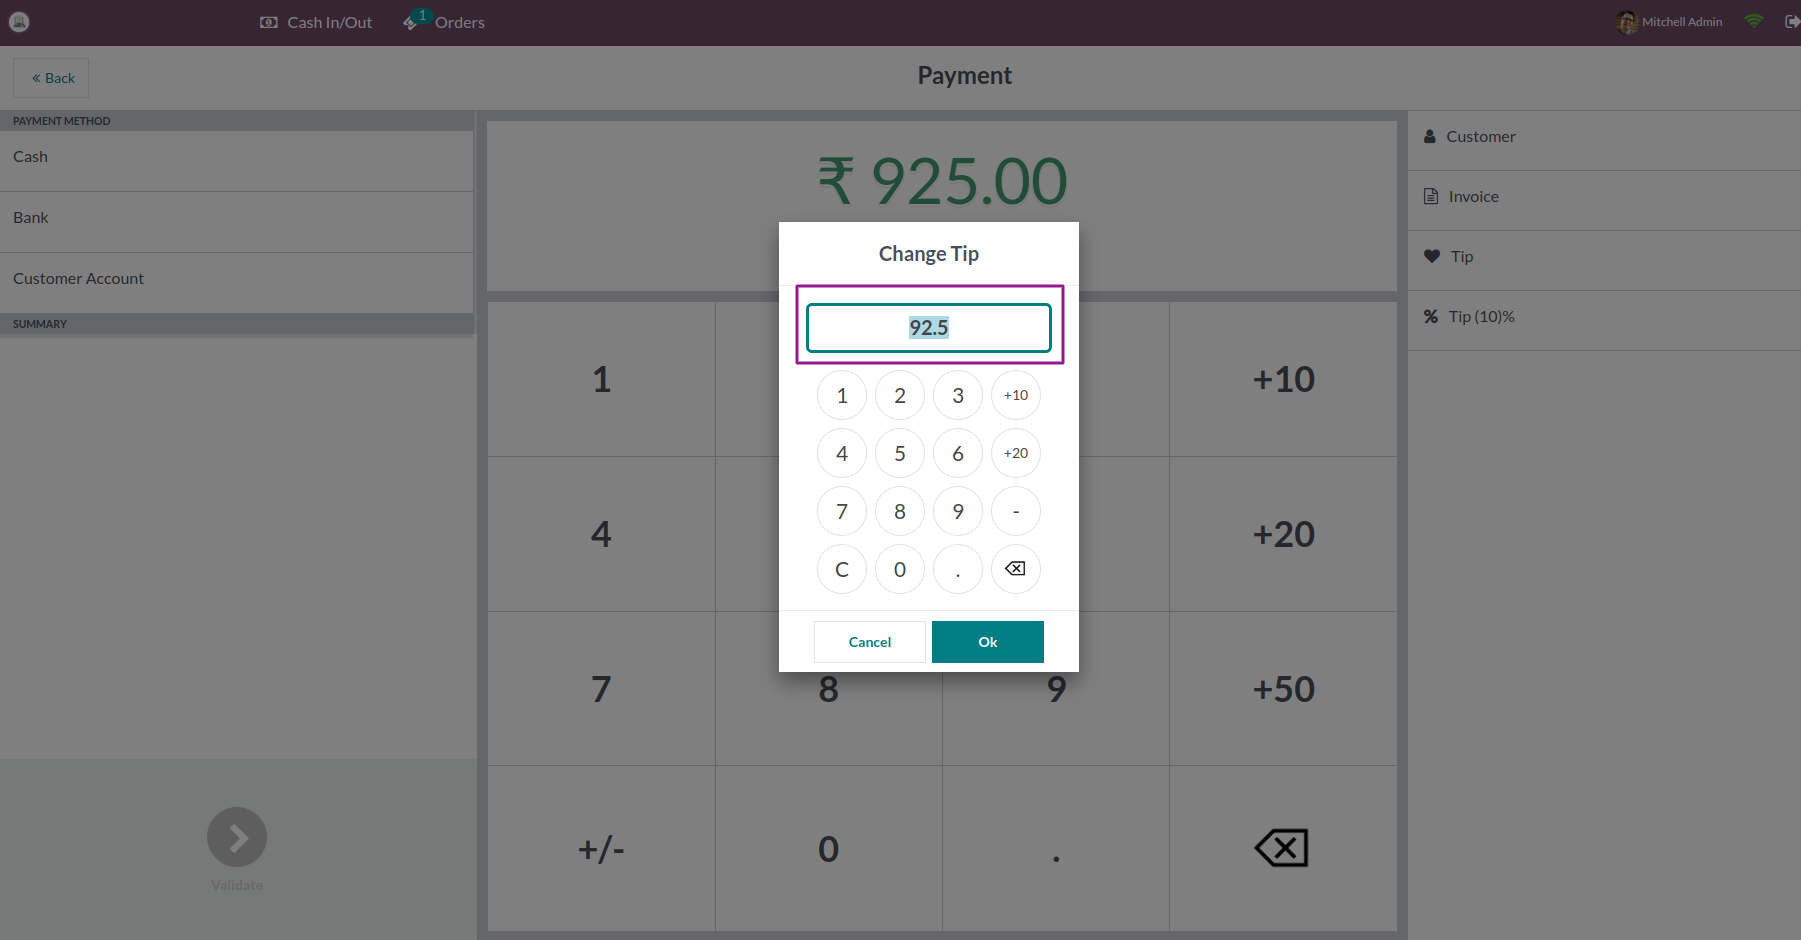 Cash In/Out
1
Orders
Mitchell Admin
« Back
Payment
PAYMENT METHOD
Cash
Bank
Customer Account
SUMMARY
₹ 925.00
Customer
Invoice
Tip
% Tip (10)%
Change Tip
92.5
1 2 3 +10
4 5 6 +20
7 8 9 -
C 0 .
Cancel Ok
1 +10
4 +20
7 8 9 +50
+/- 0 .
Validate